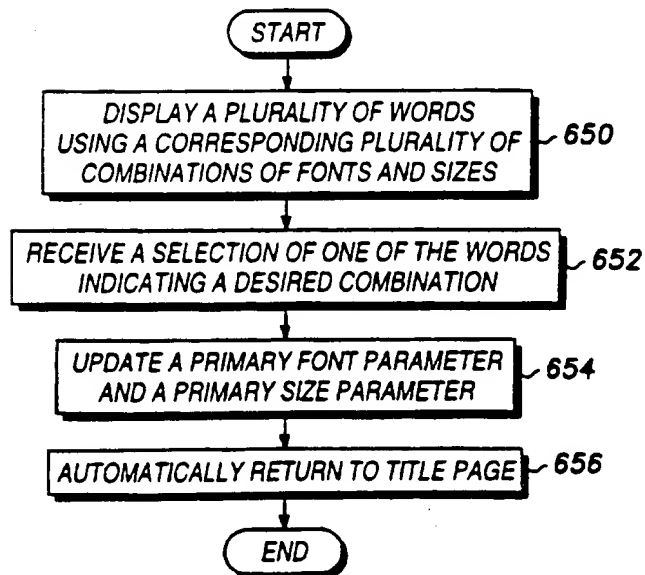 START
DISPLAY A PLURALITY OF WORDS
USING A CORRESPONDING PLURALITY OF
COMBINATIONS OF FONTS AND SIZES
650
RECEIVE A SELECTION OF ONE OF THE WORDS
INDICATING A DESIRED COMBINATION
652
UPDATE A PRIMARY FONT PARAMETER
AND A PRIMARY SIZE PARAMETER
654
AUTOMATICALLY RETURN TO TITLE PAGE
656
END